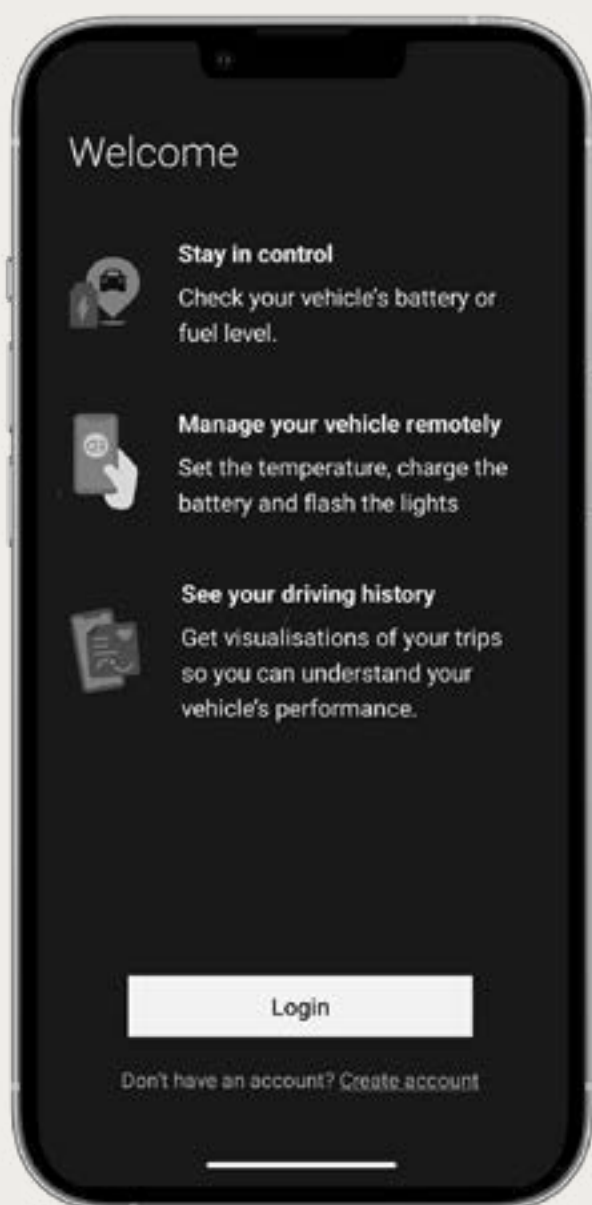 Welcome
Stay in control
Check your vehicle's battery or
fuel level.
Manage your vehicle remotely
Set the temperature, charge the
battery and flash the lights
See your driving history
Get visualisations of your trips
so you can understand your
vehicle's performance.
Login
Don't have an account? Create account